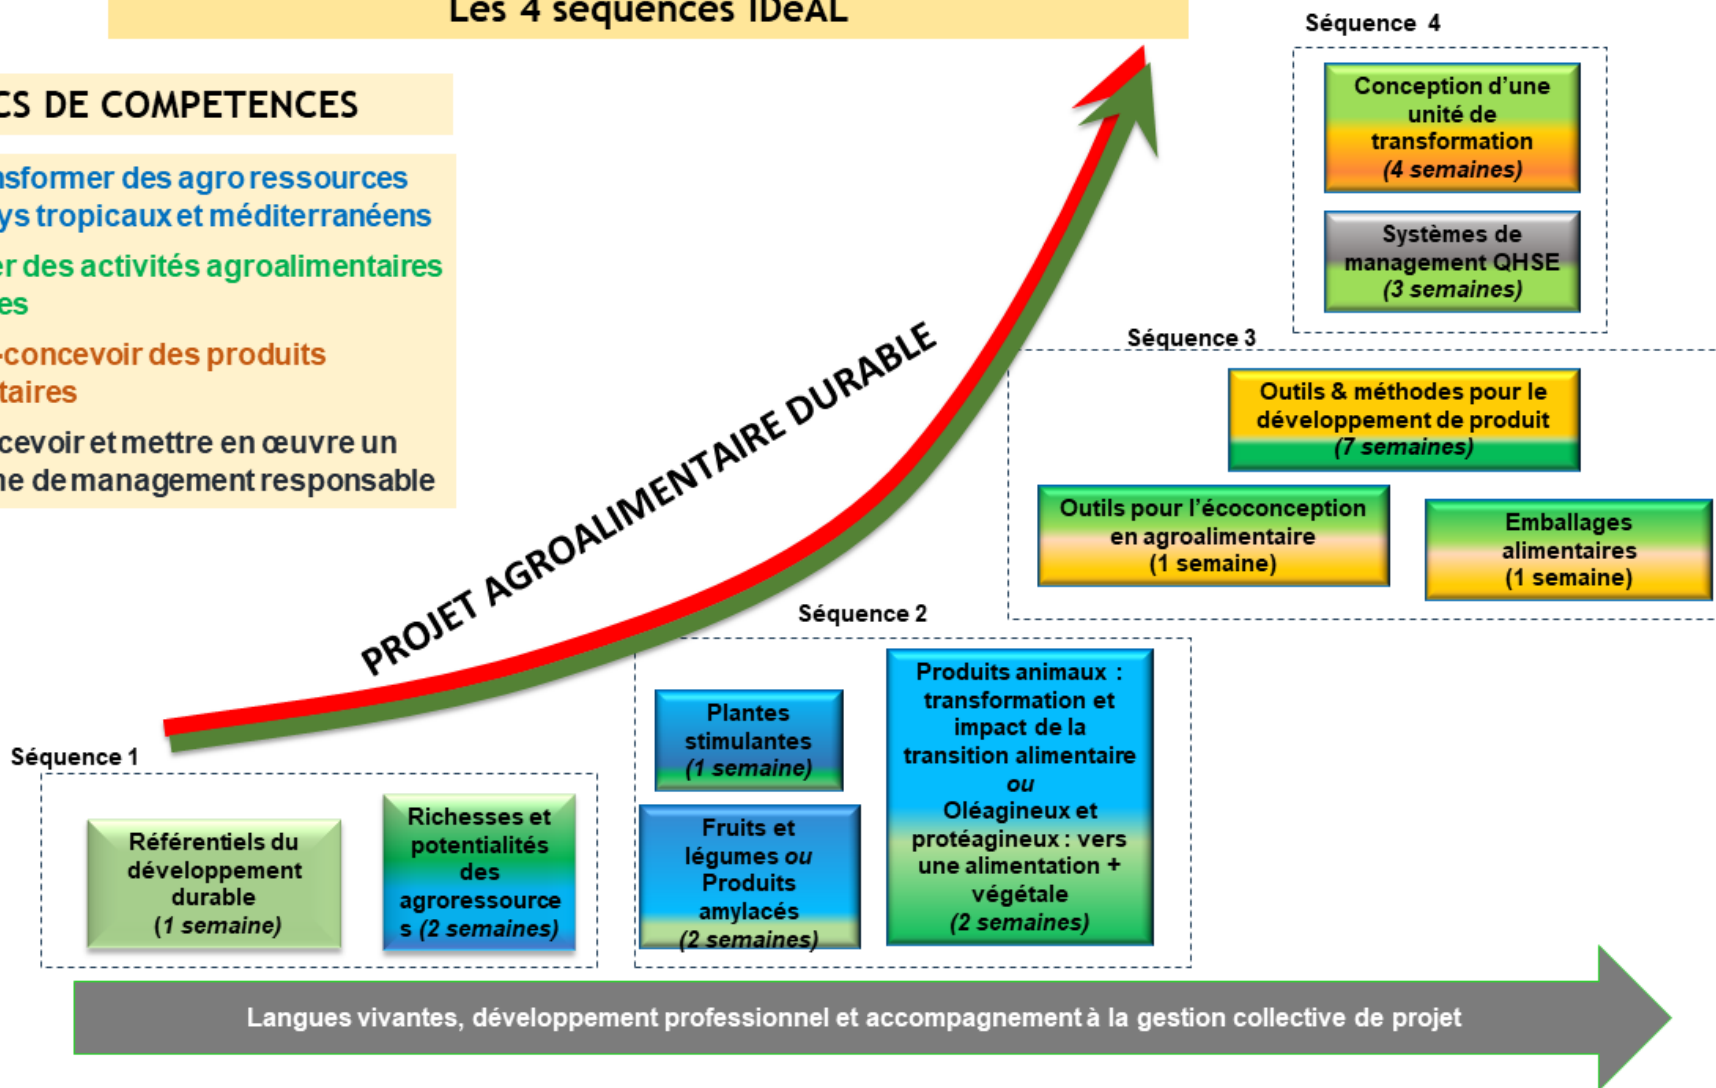 Les 4 séquences IDéAL
CS DE COMPETENCES
nsformer des agro ressources
ys tropicaux et méditerranéens
er des activités agroalimentaires
es
-concevoir des produits
taires
cevoir et mettre en œuvre un
ne de management responsable
PROJET AGROALIMENTAIRE DURABLE
Séquence 4
Conception d’une
unité de
transformation
(4 semaines)
Systèmes de
management QHSE
(3 semaines)
Séquence 3
Outils & méthodes pour le
développement de produit
(7 semaines)
Outils pour l’écoconception
en agroalimentaire
(1 semaine)
Emballages
alimentaires
(1 semaine)
Séquence 2
Plantes
stimulantes
(1 semaine)
Fruits et
légumes ou
Produits
amylacés
(2 semaines)
Produits animaux :
transformation et
impact de la
transition alimentaire
ou
Oléagineux et
protéagineux : vers
une alimentation +
végétale
(2 semaines)
Séquence 1
Référentiels du
développement
durable
(1 semaine)
Richesses et
potentialités
des
agroressource
s (2 semaines)
Langues vivantes, développement professionnel et accompagnement à la gestion collective de projet